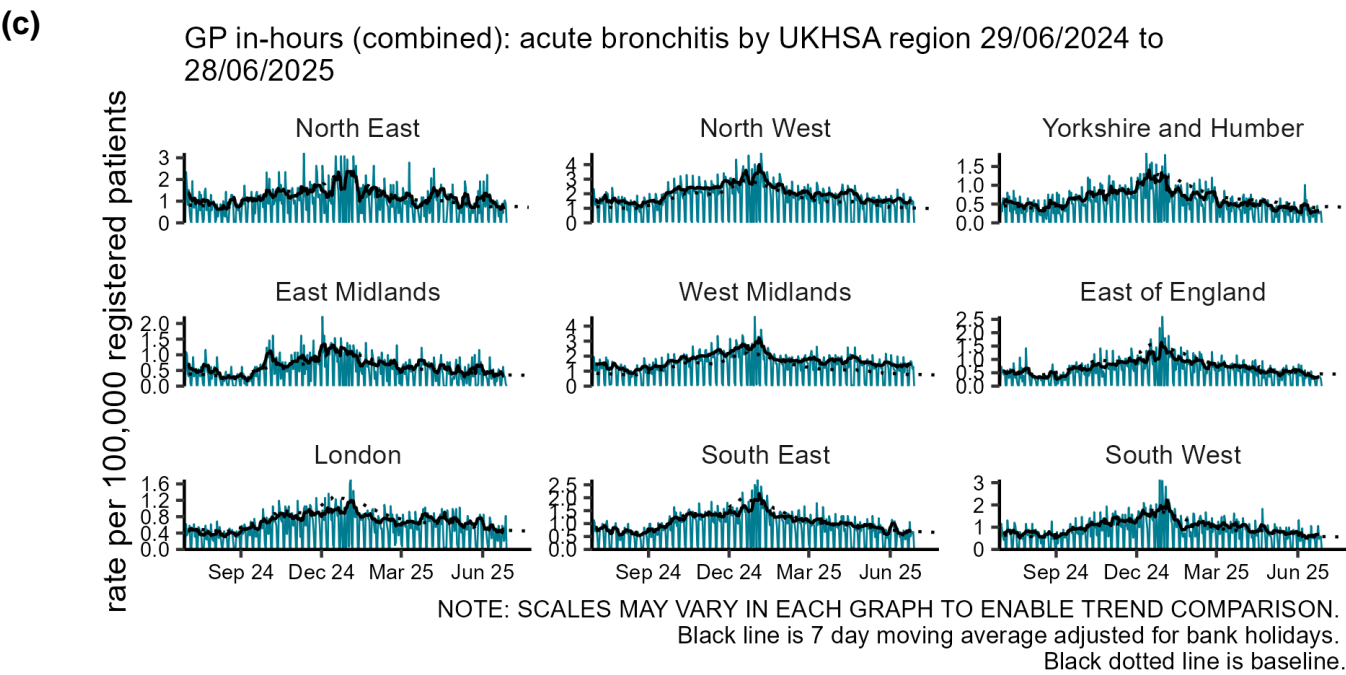 (c)
GP in-hours (combined): acute bronchitis by UKHSA region 29/06/2024 to
28/06/2025
rate per 100,000 registered patients
North East
3
2
1
0
North West
4
3
2
1
0
Yorkshire and Humber
1.5
1.0
0.5
0.0
East Midlands
2.0
1.5
1.0
0.5
0.0
West Midlands
4
3
2
1
0
East of England
2.5
2.0
1.5
1.0
0.5
0.0
London
1.6
1.2
0.8
0.4
0.0
South East
2.5
2.0
1.5
1.0
0.5
0.0
South West
3
2
1
0
Sep 24 Dec 24 Mar 25 Jun 25
Sep 24 Dec 24 Mar 25 Jun 25
Sep 24 Dec 24 Mar 25 Jun 25
NOTE: SCALES MAY VARY IN EACH GRAPH TO ENABLE TREND COMPARISON.
Black line is 7 day moving average adjusted for bank holidays.
Black dotted line is baseline.